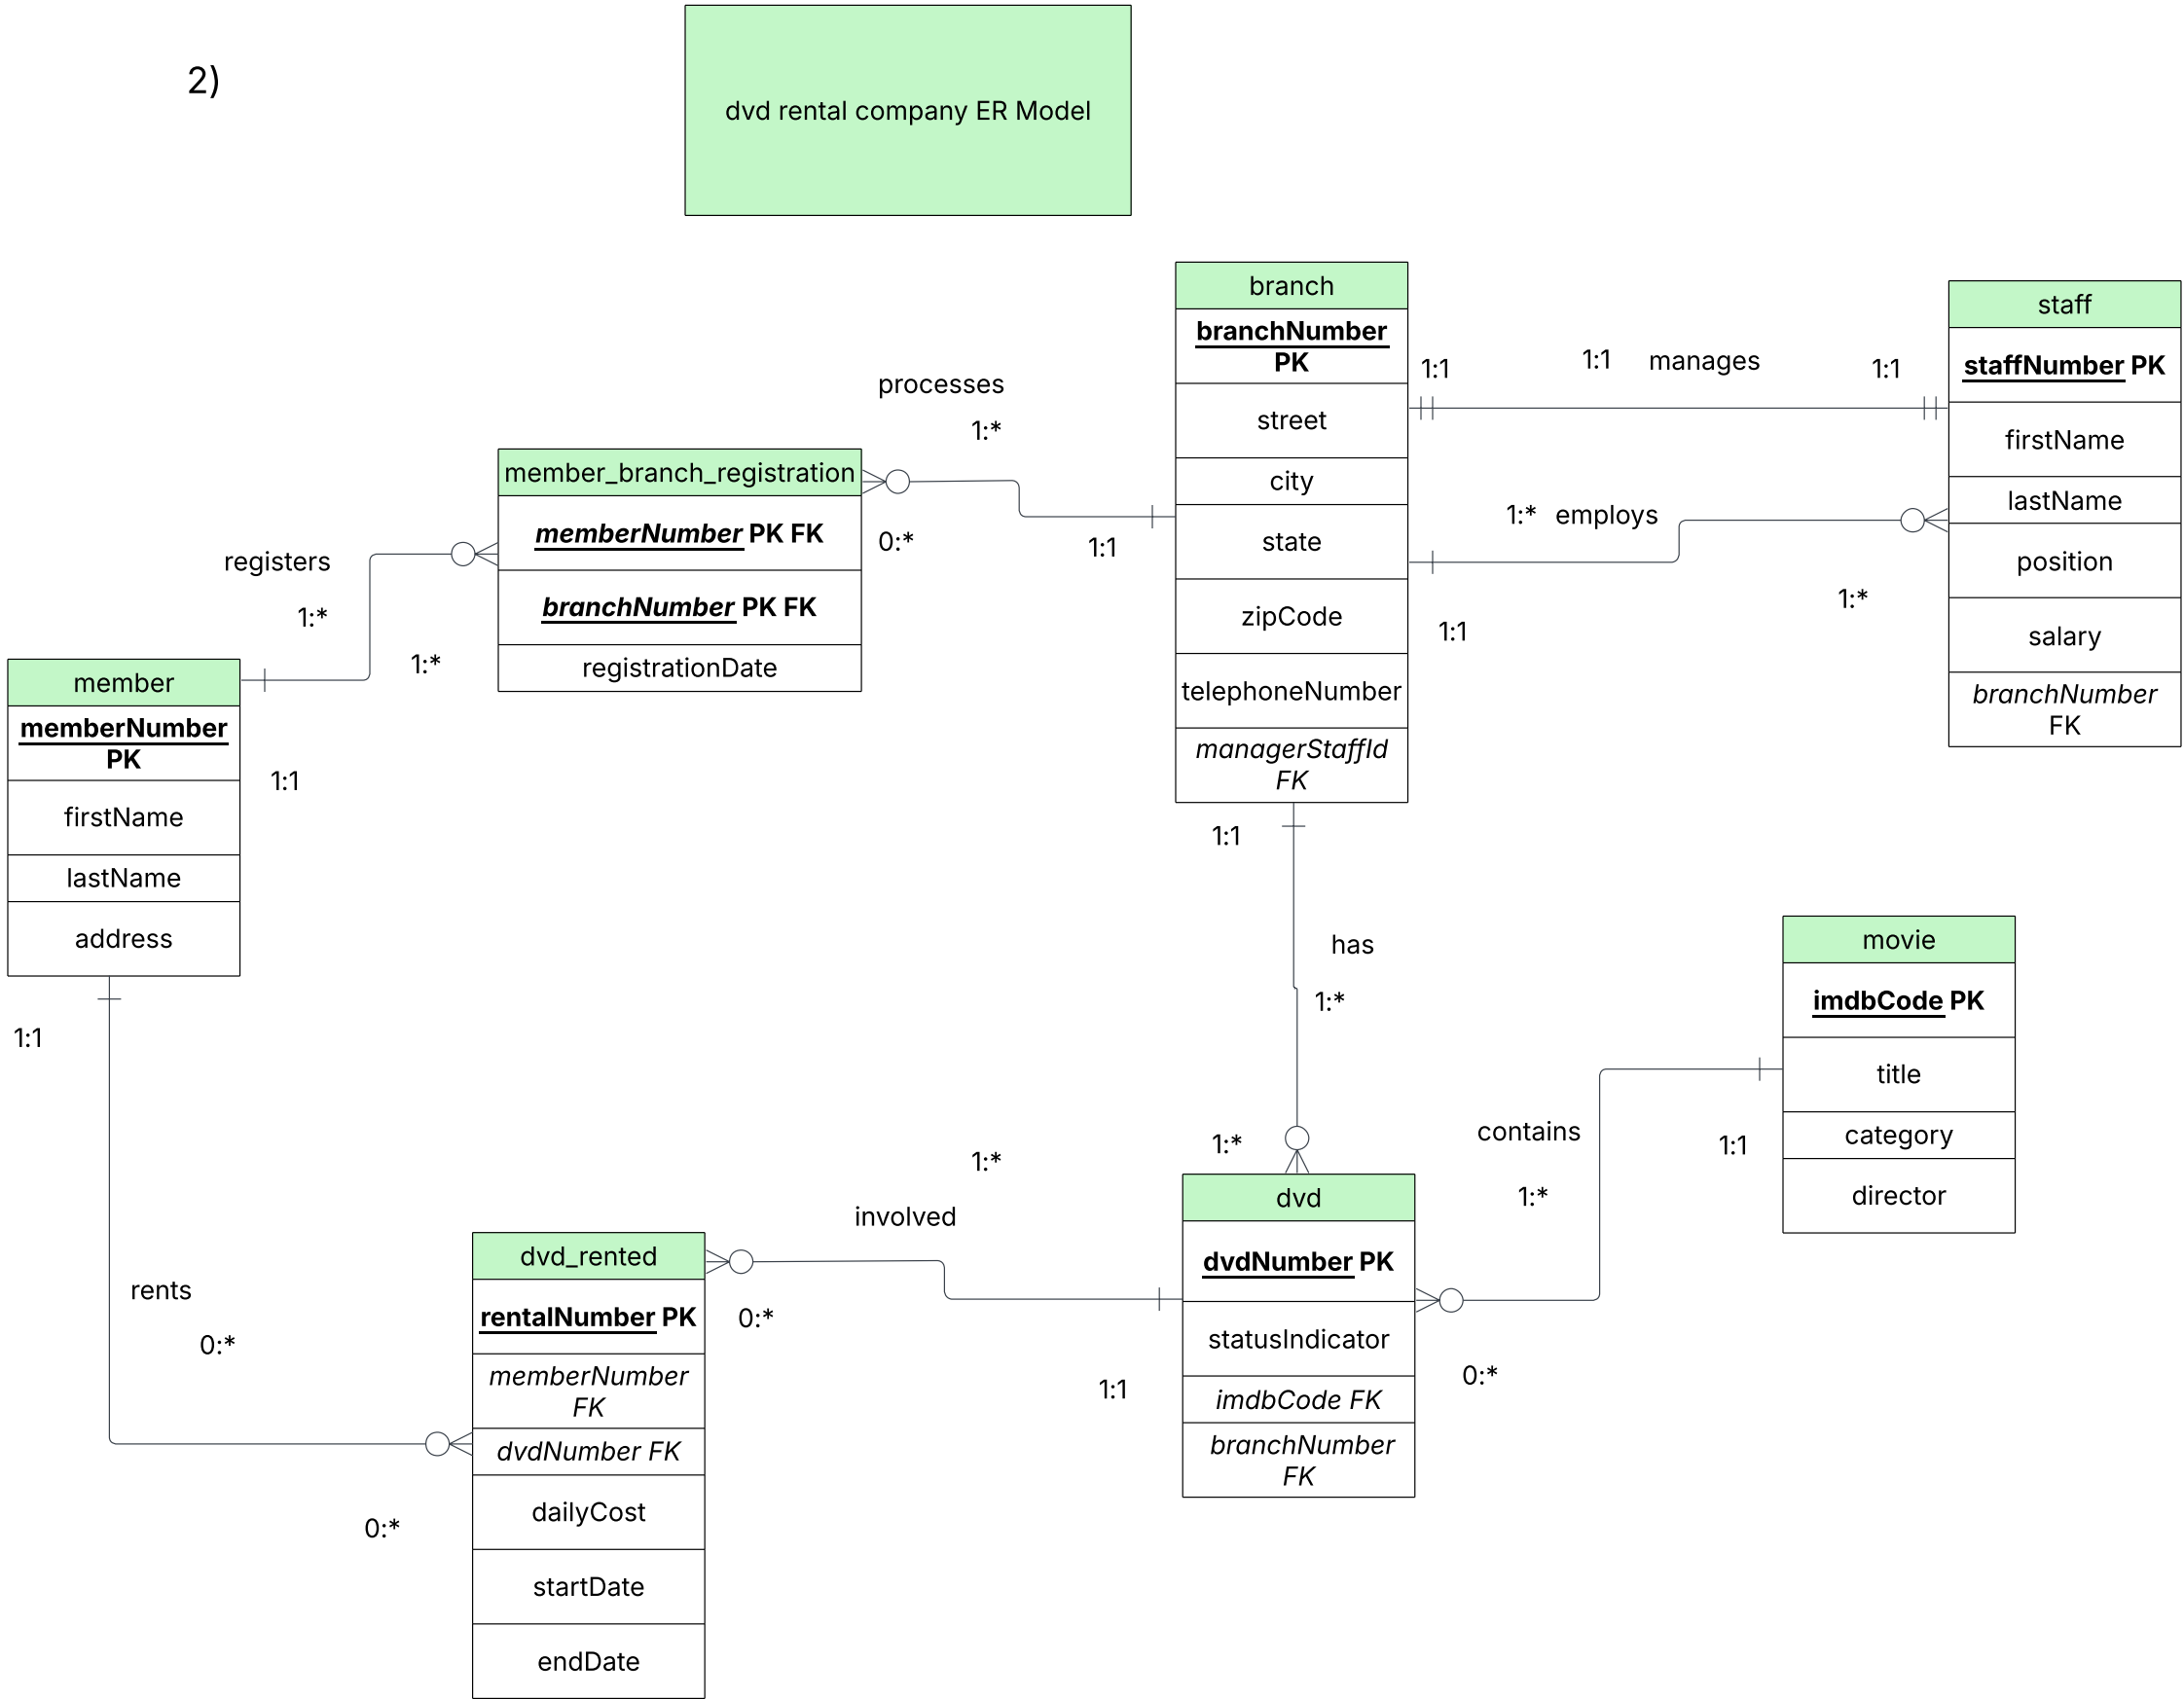 2)
dvd rental company ER Model
branch
branchNumber
PK
street
city
state
zipCode
telephoneNumber
managerStaffId
FK
1:1
1:1 manages
1:1
staff
staffNumber PK
firstName
lastName
position
salary
branchNumber
FK
1:* employs
1:*
1:1
processes
1:*
0:*
1:1
member_branch_registration
memberNumber PK FK
branchNumber PK FK
registrationDate
registers
1:*
1:*
1:1
member
memberNumber
PK
firstName
lastName
address
1:1
rents
0:*
0:*
1:1
has
1:*
1:*
movie
imdbCode PK
title
category
director
contains
1:*
1:1
0:*
dvd
dvdNumber PK
statusIndicator
imdbCode FK
branchNumber
FK
1:*
involved
0:*
1:1
dvd_rented
rentalNumber PK
memberNumber
FK
dvdNumber FK
dailyCost
startDate
endDate